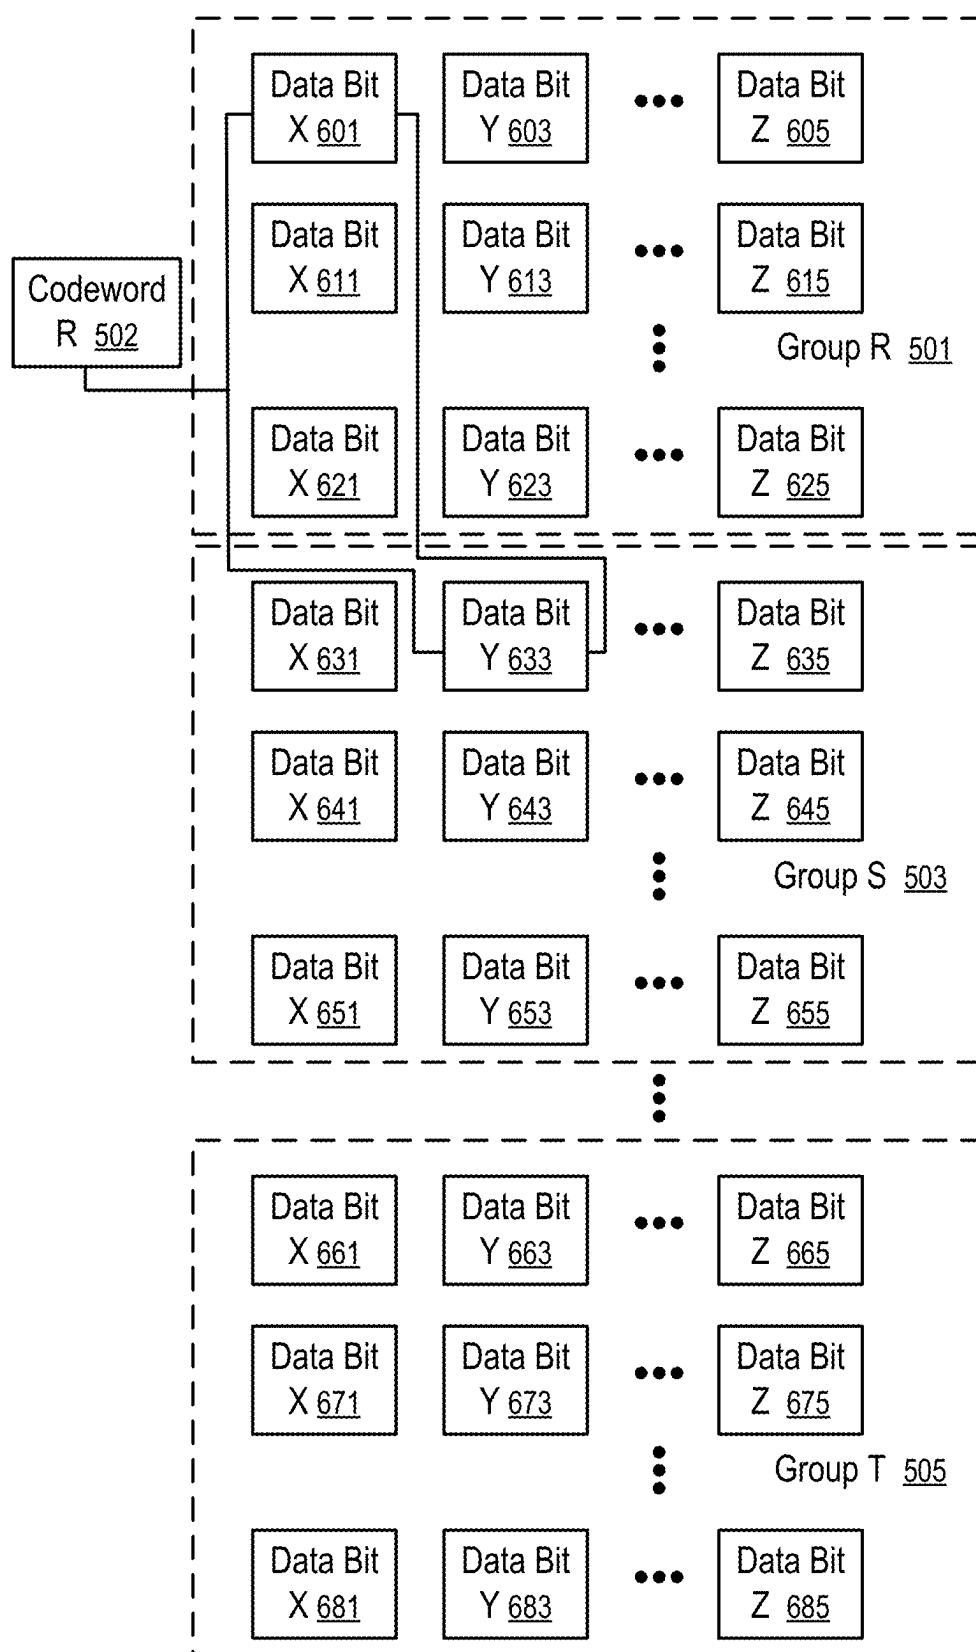 Data Bit
X 601
Data Bit
Y 603
Data Bit
Z 605
Data Bit
X 611
Data Bit
Y 613
Data Bit
Z 615
Codeword
R 502
Group R 501
Data Bit
X 621
Data Bit
Y 623
Data Bit
Z 625
Data Bit
X 631
Data Bit
Y 633
Data Bit
Z 635
Data Bit
X 641
Data Bit
Y 643
Data Bit
Z 645
Group S 503
Data Bit
X 651
Data Bit
Y 653
Data Bit
Z 655
Data Bit
X 661
Data Bit
Y 663
Data Bit
Z 665
Data Bit
X 671
Data Bit
Y 673
Data Bit
Z 675
Group T 505
Data Bit
X 681
Data Bit
Y 683
Data Bit
Z 685